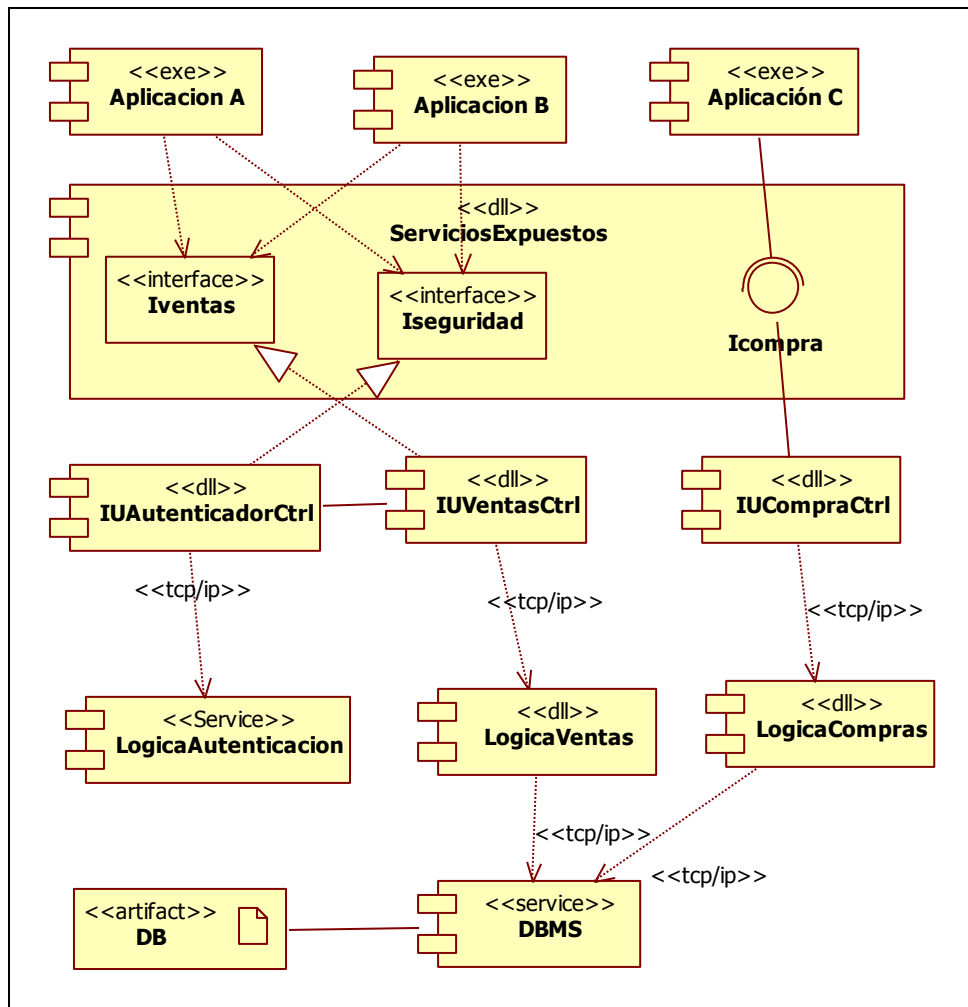 <<exe>>
Aplicacion A
<<exe>>
Aplicacion B
<<exe>>
Aplicación C
<<dll>>
ServiciosExpuestos
<<interface>>
Iventas
<<interface>>
Iseguridad
Icompra
<<dll>>
IUAutenticadorCtrl
<<dll>>
IUVentasCtrl
<<dll>>
IUCompraCtrl
<<tcp/ip>>
<<tcp/ip>>
<<tcp/ip>>
<<Service>>
LogicaAutenticacion
<<dll>>
LogicaVentas
<<dll>>
LogicaCompras
<<tcp/ip>>
<<tcp/ip>>
<<artifact>>
DB
<<service>>
DBMS